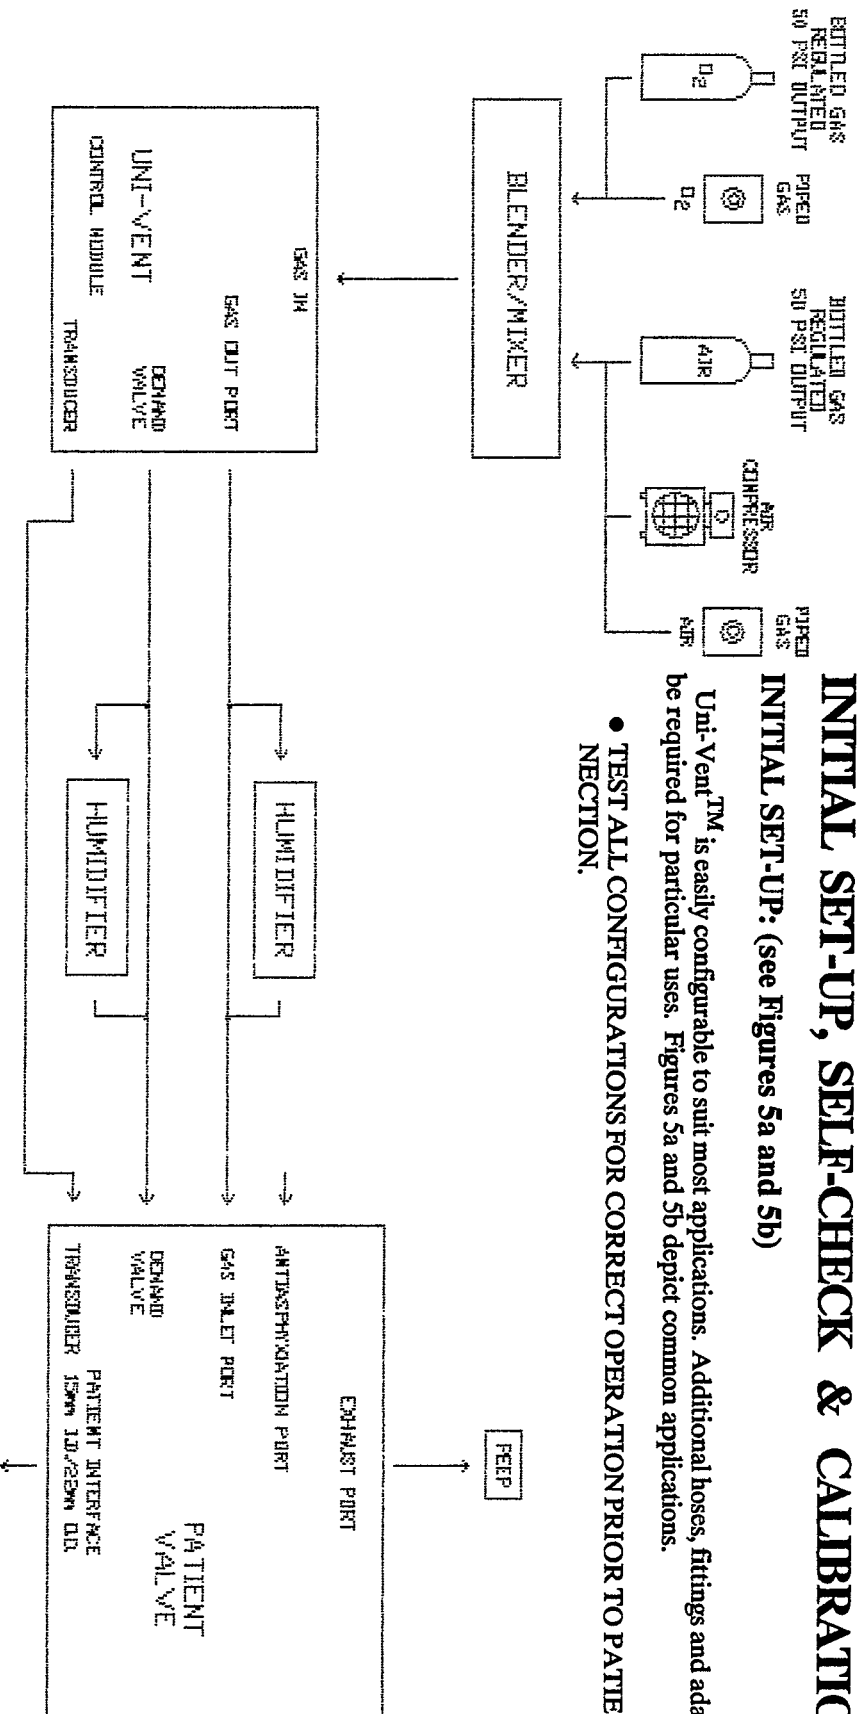 INITIAL SET-UP, SELF-CHECK & CALIBRATIO
INITIAL SET-UP: (see Figures 5a and 5b)
Uni-Vent™ is easily configurable to suit most applications. Additional hoses, fittings and ada
be required for particular uses. Figures 5a and 5b depict common applications.
● TEST ALL CONFIGURATIONS FOR CORRECT OPERATION PRIOR TO PATIE
NECTION.
BOTTLED GAS
REGULATED
50 PSI OUTPUT
O2
PIPED
GAS
O2
BOTTLED GAS
REGULATED
50 PSI OUTPUT
AIR
AIR
COMPRESSOR
PIPED
GAS
AIR
BLENDER/MIXER
GAS IN
GAS OUT PORT
UNI-VENT
CONTROL MODULE
DEMAND
VALVE
TRANSDUCER
HUMIDIFIER
HUMIDIFIER
PEEP
EXHAUST PORT
ANTIASPHYXIATION PORT
GAS INLET PORT
PATIENT
VALVE
DEMAND
VALVE
TRANSDUCER
PATIENT INTERFACE
15mm I.D./22mm O.D.